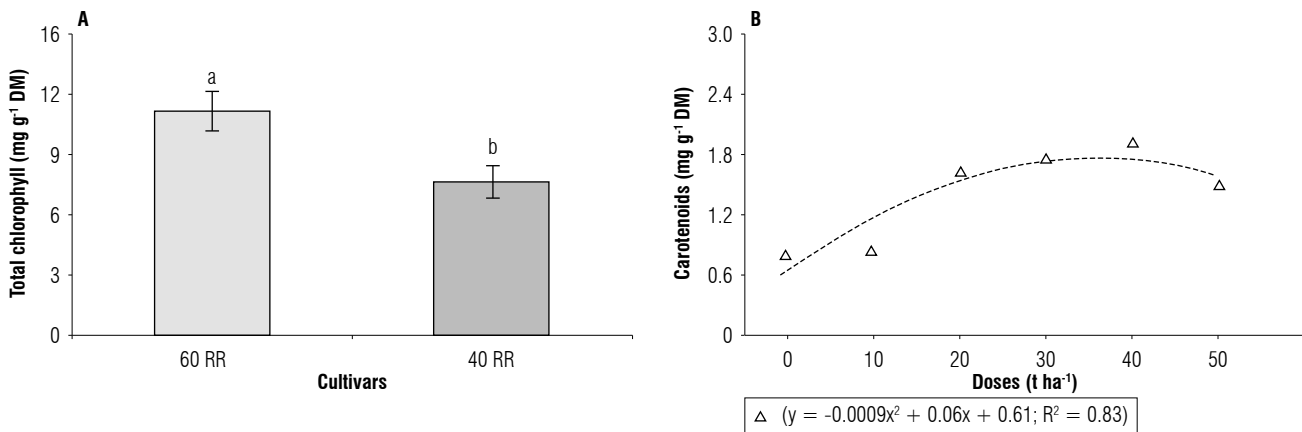 A
16
12
9
6
3
0
Total chlorophyll (mg g-1 DM)
a
b
60 RR 40 RR
Cultivars
B
3.0
2.4
1.8
1.2
0.6
0
Carotenoids (mg g-1 DM)
0 10 20 30 40 50
Doses (t ha-1)
(y = -0.0009x² + 0.06x + 0.61; R² = 0.83)